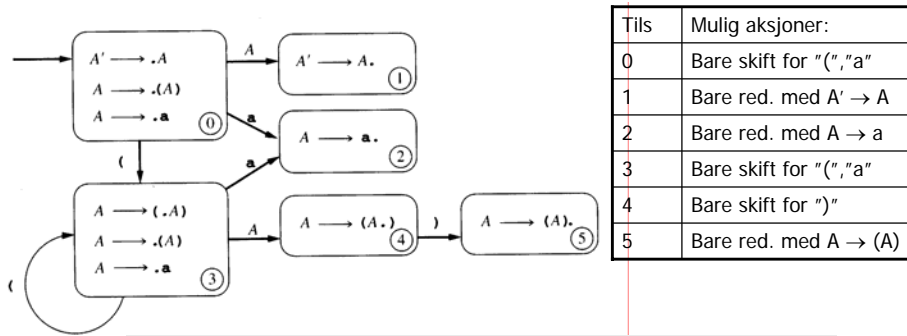 A' → .A
A → .(A)
A → .a
0
A
A' → A.
1
a
a
A → a.
2
(
A → (.A)
A → .(A)
A → .a
3
(
A
A → (A.)
4
)
A → (A).
5
Tils Mulig aksjoner:
0 Bare skift for "(","a"
1 Bare red. med A' → A
2 Bare red. med A → a
3 Bare skift for "(","a"
4 Bare skift for ")"
5 Bare red. med A → (A)